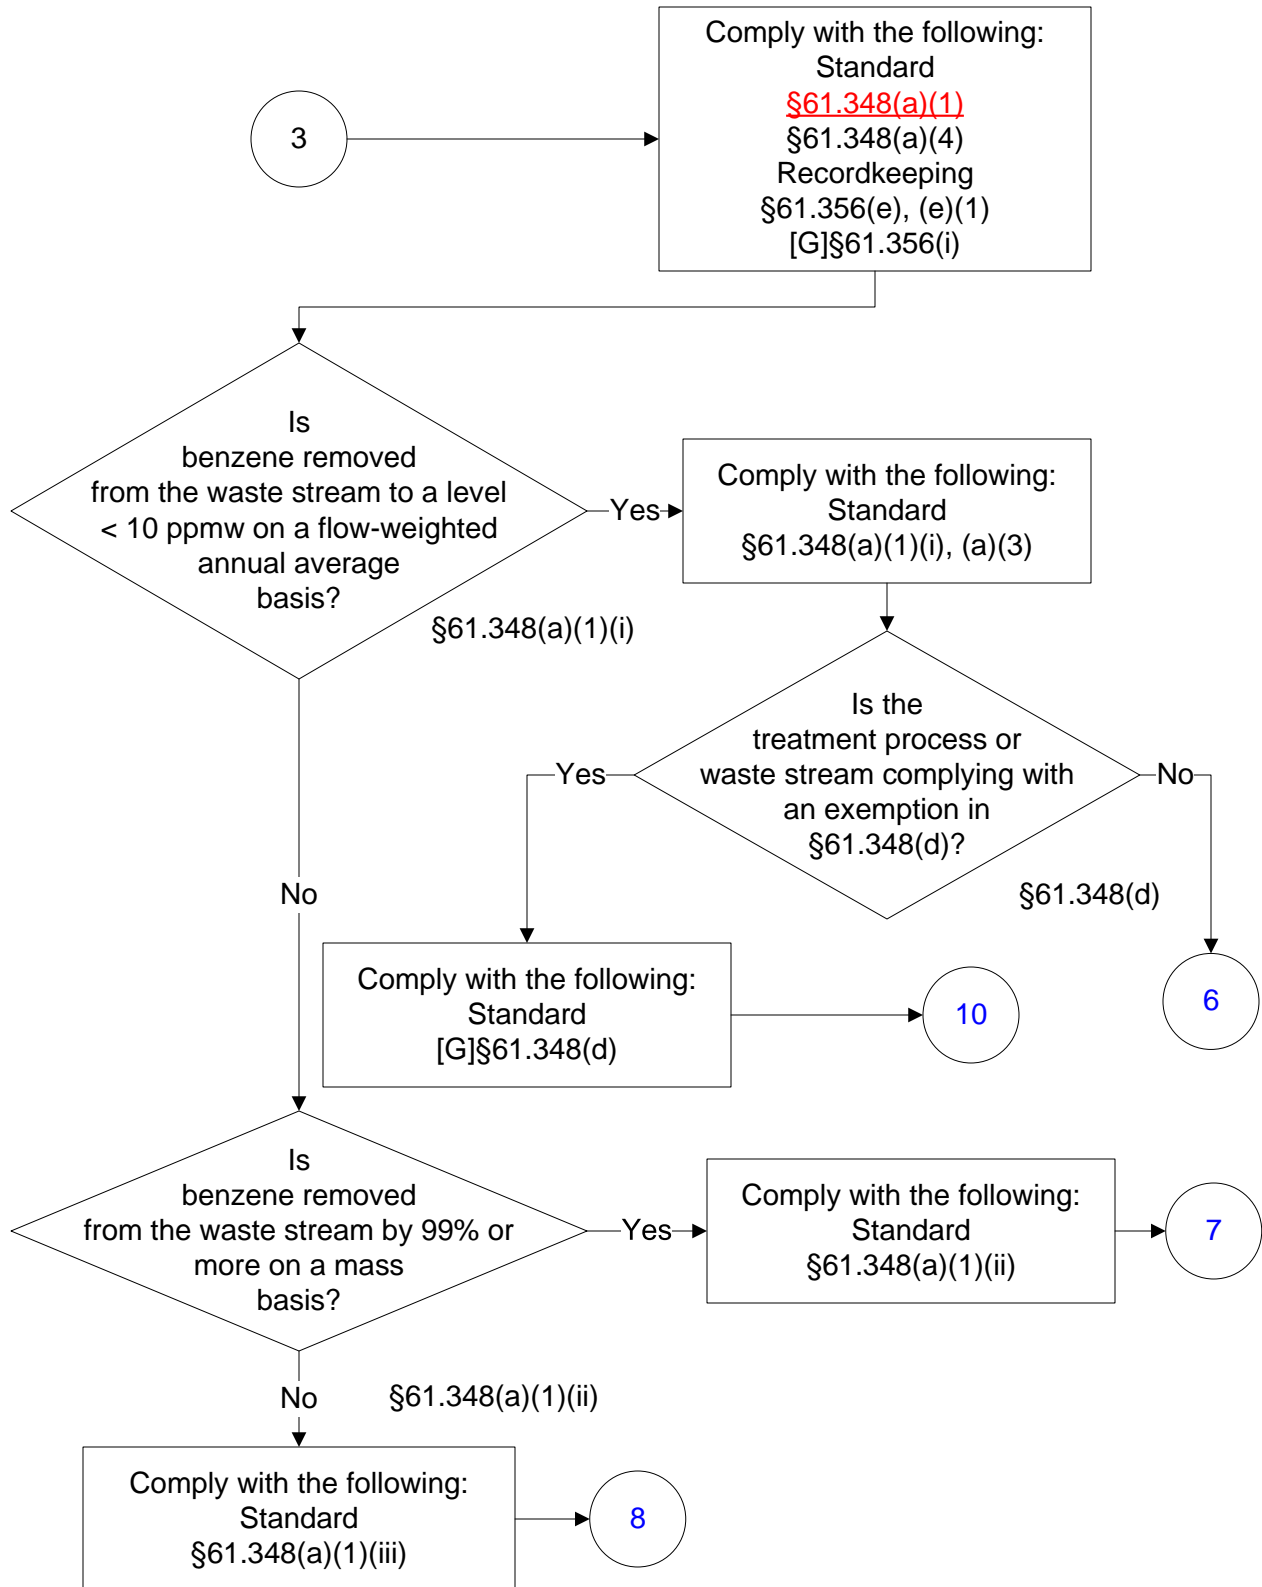 3
Comply with the following:
Standard
§61.348(a)(1)
§61.348(a)(4)
Recordkeeping
§61.356(e), (e)(1)
[G]§61.356(i)
Is
benzene removed
from the waste stream to a level
< 10 ppmw on a flow-weighted
annual average
basis?
Yes
§61.348(a)(1)(i)
Comply with the following:
Standard
§61.348(a)(1)(i), (a)(3)
Is the
treatment process or
waste stream complying with
an exemption in
§61.348(d)?
Yes
No
§61.348(d)
No
Comply with the following:
Standard
[G]§61.348(d)
10
6
Is
benzene removed
from the waste stream by 99% or
more on a mass
basis?
Yes
Comply with the following:
Standard
§61.348(a)(1)(ii)
7
No
§61.348(a)(1)(ii)
Comply with the following:
Standard
§61.348(a)(1)(iii)
8